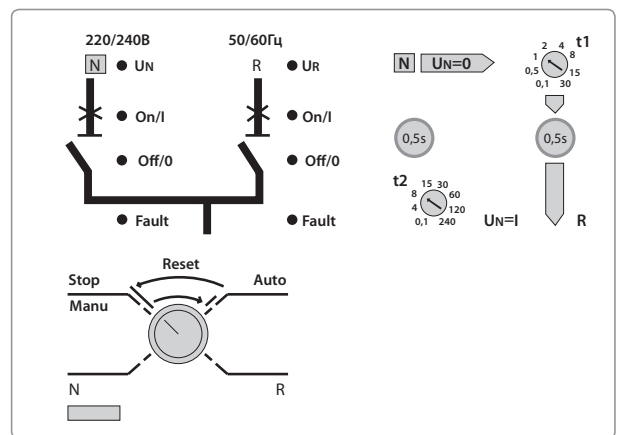 220/240В
50/60Гц
N
UN
R
UR
On/I
On/I
Off/0
Off/0
Fault
Fault
N
UN=0
t1
2 4
1 8
0,5 15
0,1 30
0,5s
0,5s
t2
15 30
8 60
4 120
0,1 240
UN=I
R
Reset
Stop
Auto
Manu
N
R